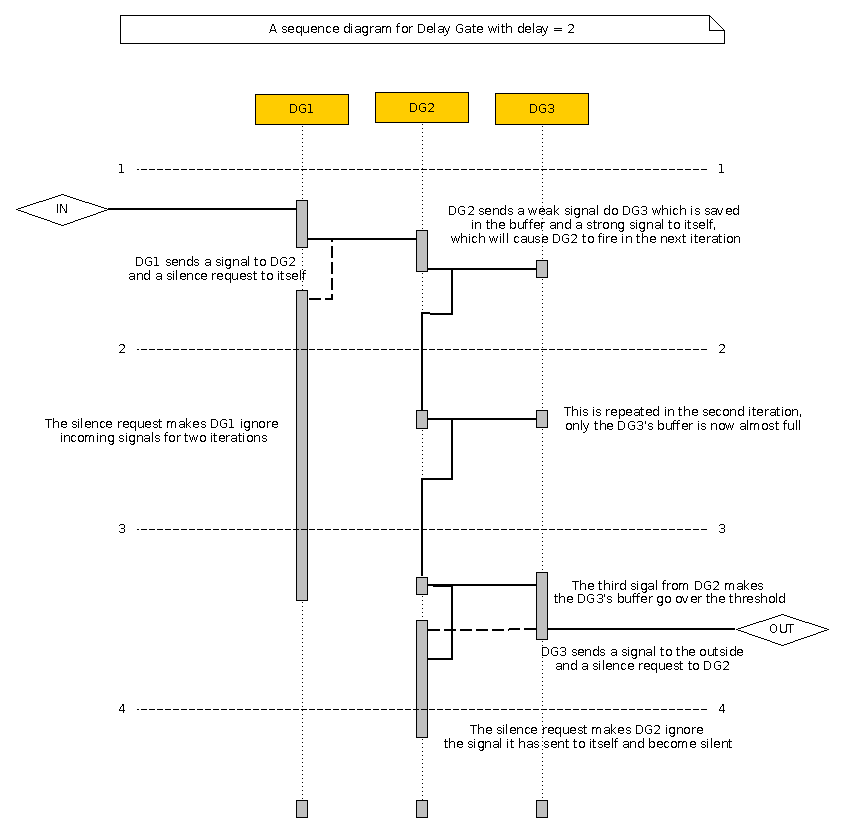 A sequence diagram for Delay Gate with delay = 2
DG1
DG2
DG3
1
1
IN
DG2 sends a weak signal do DG3 which is saved
in the buffer and a strong signal to itself,
which will cause DG2 to fire in the next iteration
DG1 sends a signal to DG2
and a silence request to itself
2
2
The silence request makes DG1 ignore
incoming signals for two iterations
This is repeated in the second iteration,
only the DG3's buffer is now almost full
3
3
The third sigal from DG2 makes
the DG3's buffer go over the threshold
OUT
DG3 sends a signal to the outside
and a silence request to DG2
4
4
The silence request makes DG2 ignore
the signal it has sent to itself and become silent